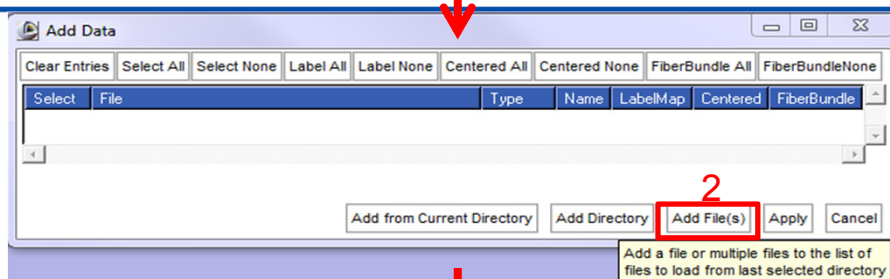 Add Data
Clear Entries Select All Select None Label All Label None Centered All Centered None FiberBundle All FiberBundleNone
Select File Type Name LabelMap Centered FiberBundle
2
Add from Current Directory Add Directory Add File(s) Apply Cancel
Add a file or multiple files to the list of
files to load from last selected directory